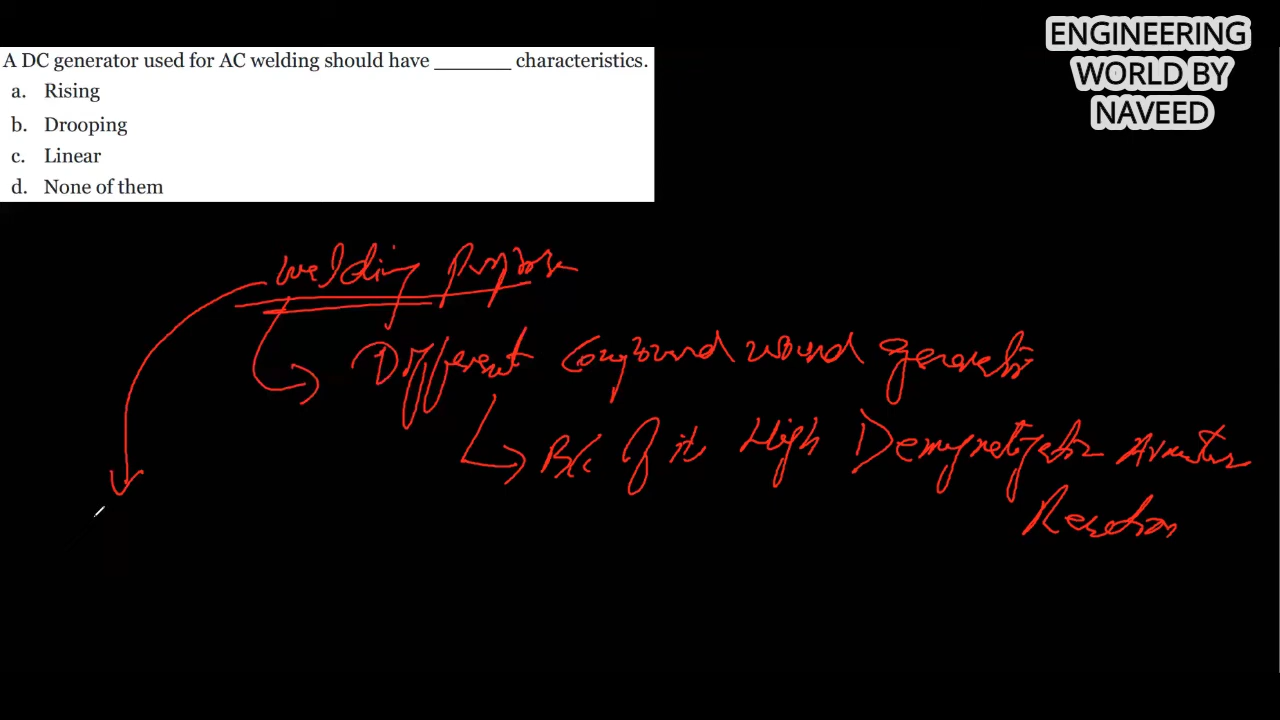 ENGINEERING
WORLD BY
NAVEED
A DC generator used for AC welding should have _______ characteristics.
a. Rising
b. Drooping
c. Linear
d. None of them
welding Purpose
Different Compound wound generator
B/c of its High Demagnetization Armature
Reaction